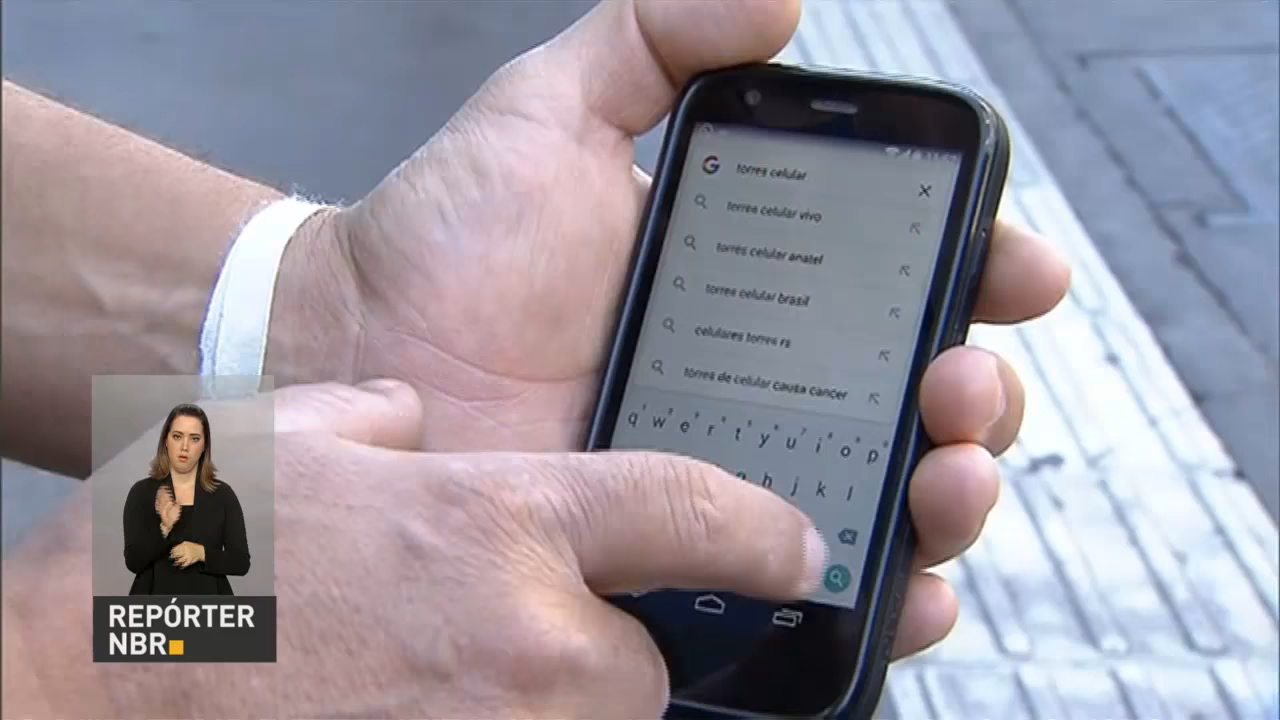 torres celular
torres celular vivo
torres celular anatel
torres celular brasil
celulares torres rs
torres de celular causa cancer
q w e r t y u i o p
h j k l
REPÓRTER
NBR